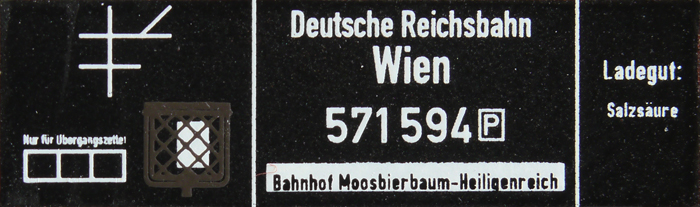 Nur für Übergangszettel
Deutsche Reichsbahn
Wien
571 594 P
Bahnhof Moosbierbaum-Heiligenreich
Ladegut:
Salzsäure